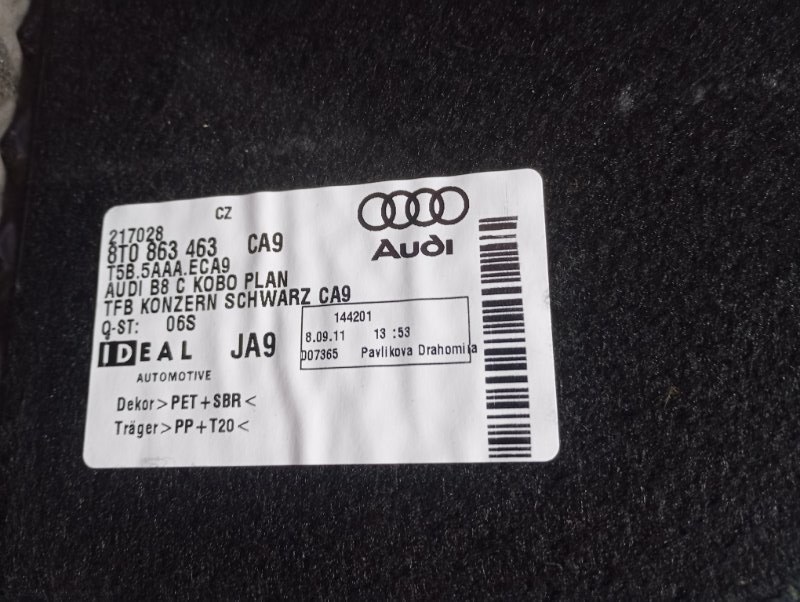 CZ
217028
8T0 863 463 CA9
T5B.5AAA.ECA9
AUDI B8 C KOBO PLAN
TFB KONZERN SCHWARZ CA9
Q-ST: 06S
IDEAL JA9
AUTOMOTIVE
Dekor>PET+SBR<
Träger>PP+T20<
Audi
144201
8.09.11 13:53
D07365 Pavlikova Drahomira